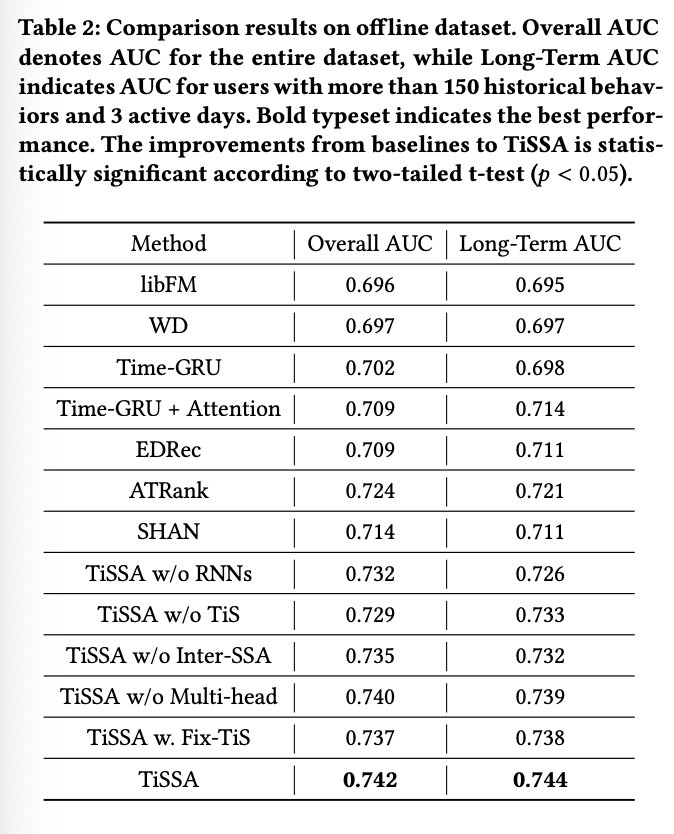 Table 2: Comparison results on offline dataset. Overall AUC
denotes AUC for the entire dataset, while Long-Term AUC
indicates AUC for users with more than 150 historical behav-
iors and 3 active days. Bold typeset indicates the best perfor-
mance. The improvements from baselines to TiSSA is statis-
tically significant according to two-tailed t-test (p < 0.05).
Method Overall AUC Long-Term AUC
libFM 0.696 0.695
WD 0.697 0.697
Time-GRU 0.702 0.698
Time-GRU + Attention 0.709 0.714
EDRec 0.709 0.711
ATRank 0.724 0.721
SHAN 0.714 0.711
TiSSA w/o RNNs 0.732 0.726
TiSSA w/o TiS 0.729 0.733
TiSSA w/o Inter-SSA 0.735 0.732
TiSSA w/o Multi-head 0.740 0.739
TiSSA w. Fix-TiS 0.737 0.738
TiSSA 0.742 0.744